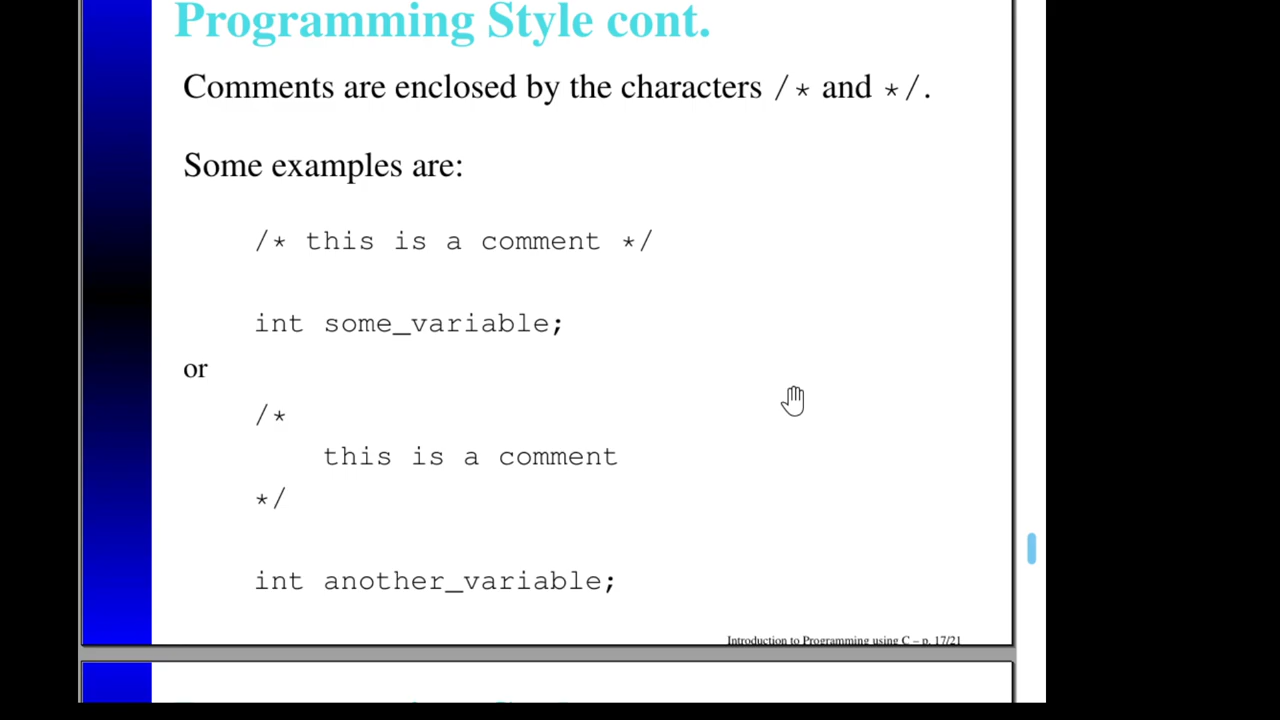 Programming Style cont.
Comments are enclosed by the characters /* and */.
Some examples are:
/* this is a comment */
int some_variable;
or
/*
this is a comment
*/
int another_variable;
Introduction to Programming using C – p. 17/21